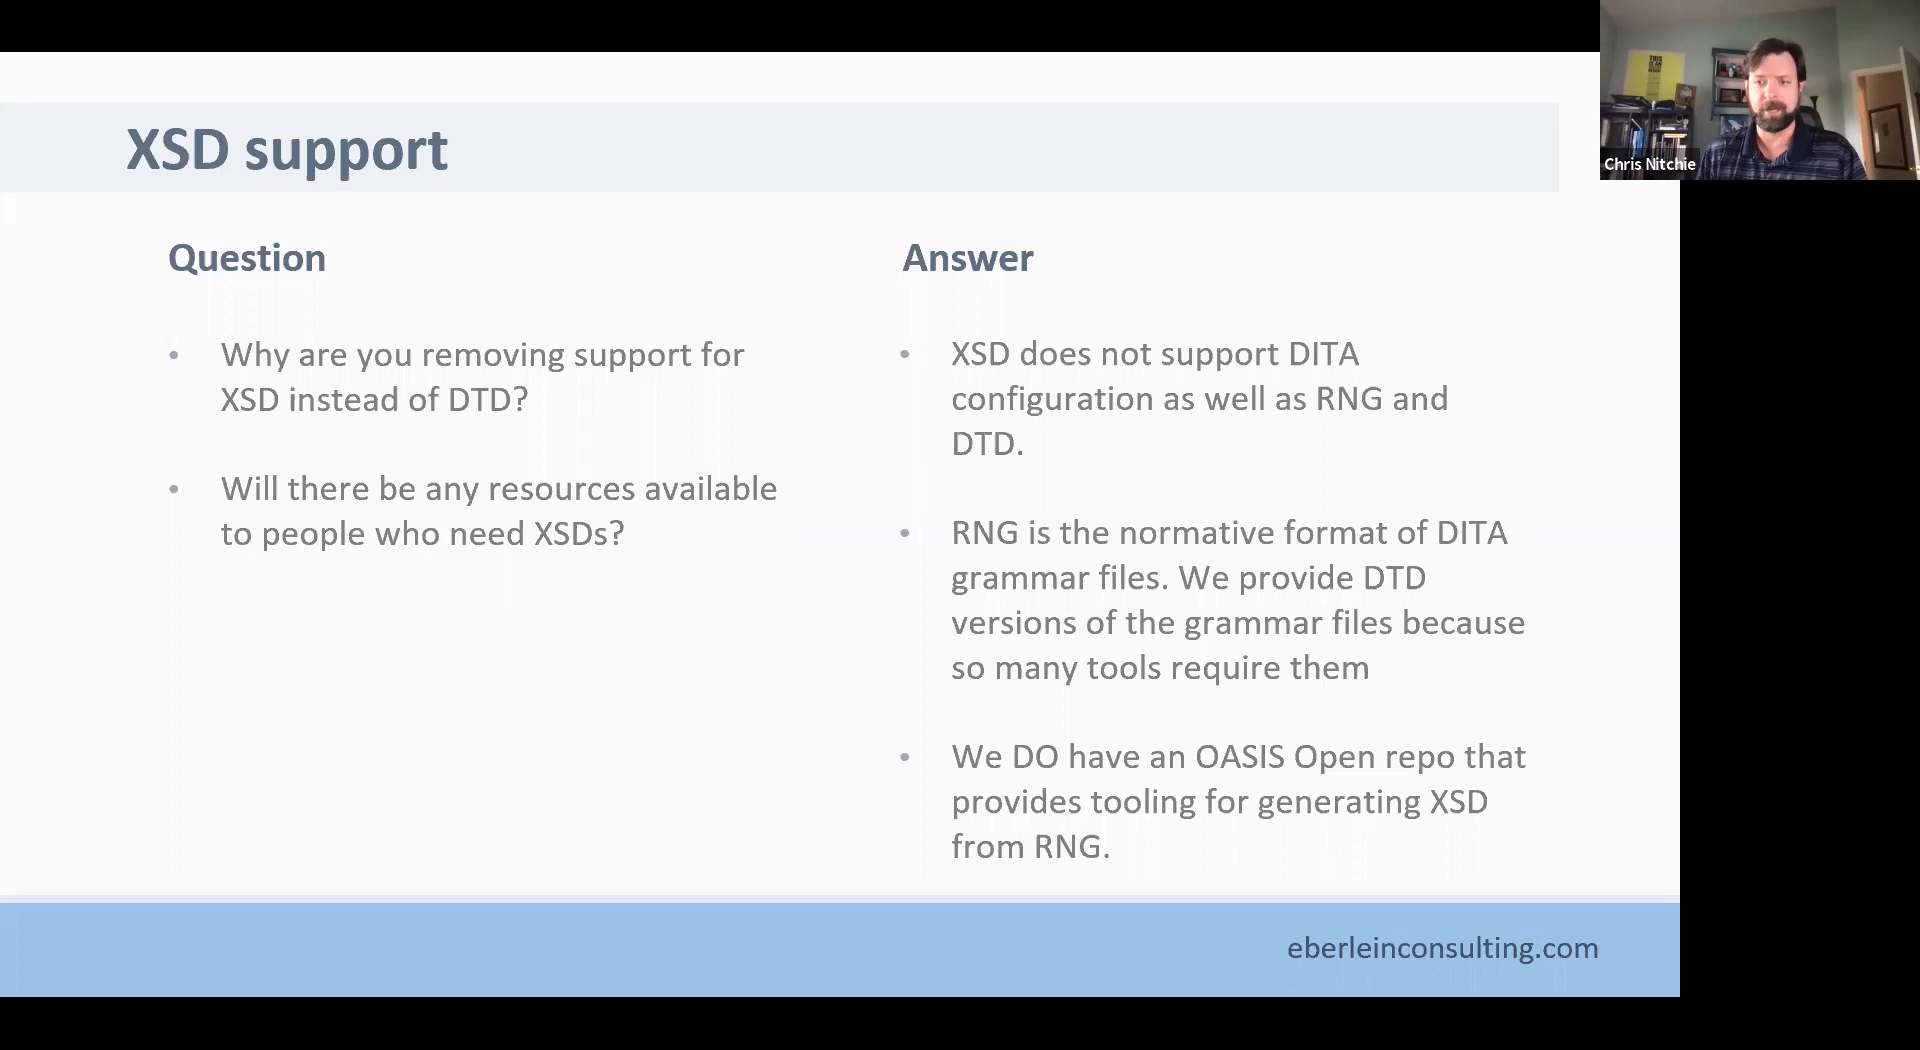 XSD support
Question
Why are you removing support for
XSD instead of DTD?
Will there be any resources available
to people who need XSDs?
Answer
XSD does not support DITA
configuration as well as RNG and
DTD.
RNG is the normative format of DITA
grammar files. We provide DTD
versions of the grammar files because
so many tools require them
We DO have an OASIS Open repo that
provides tooling for generating XSD
from RNG.
eberleinconsulting.com
THIS
IS AN
Chris Nitchie